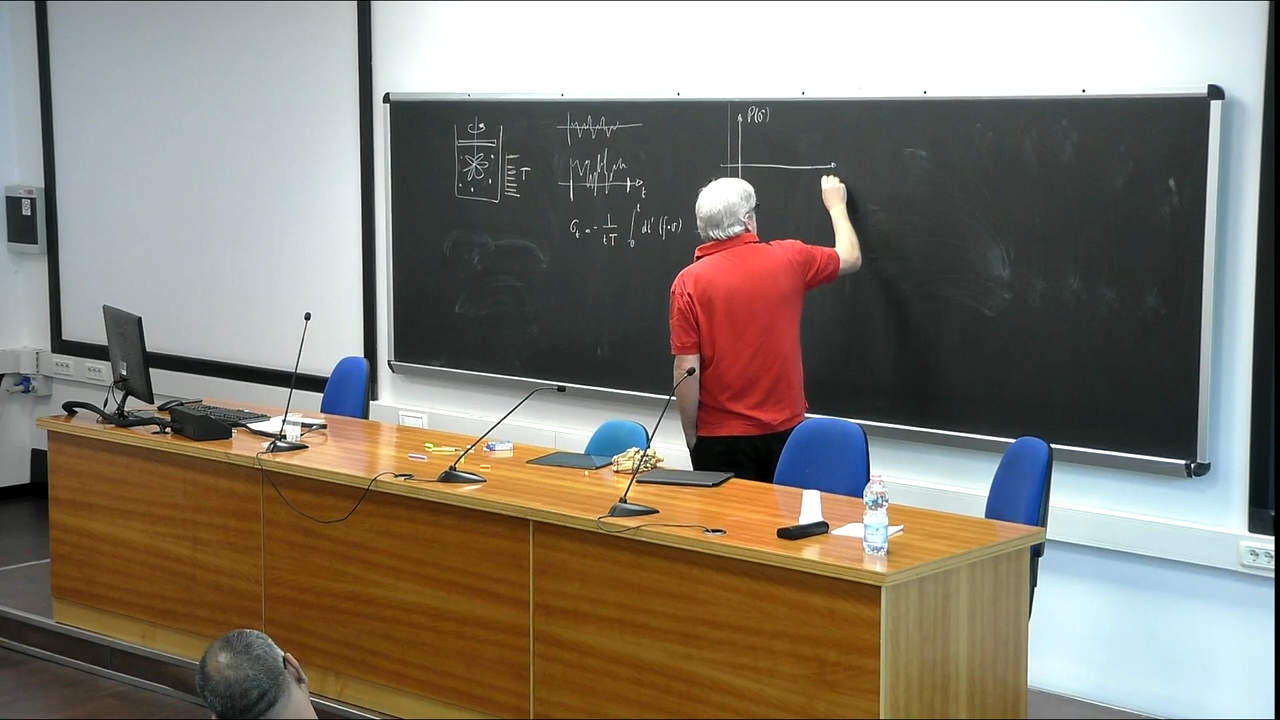 T
t
σ_t = - 1/(tT) ∫_0^t dt' (f∘v)
P(σ)